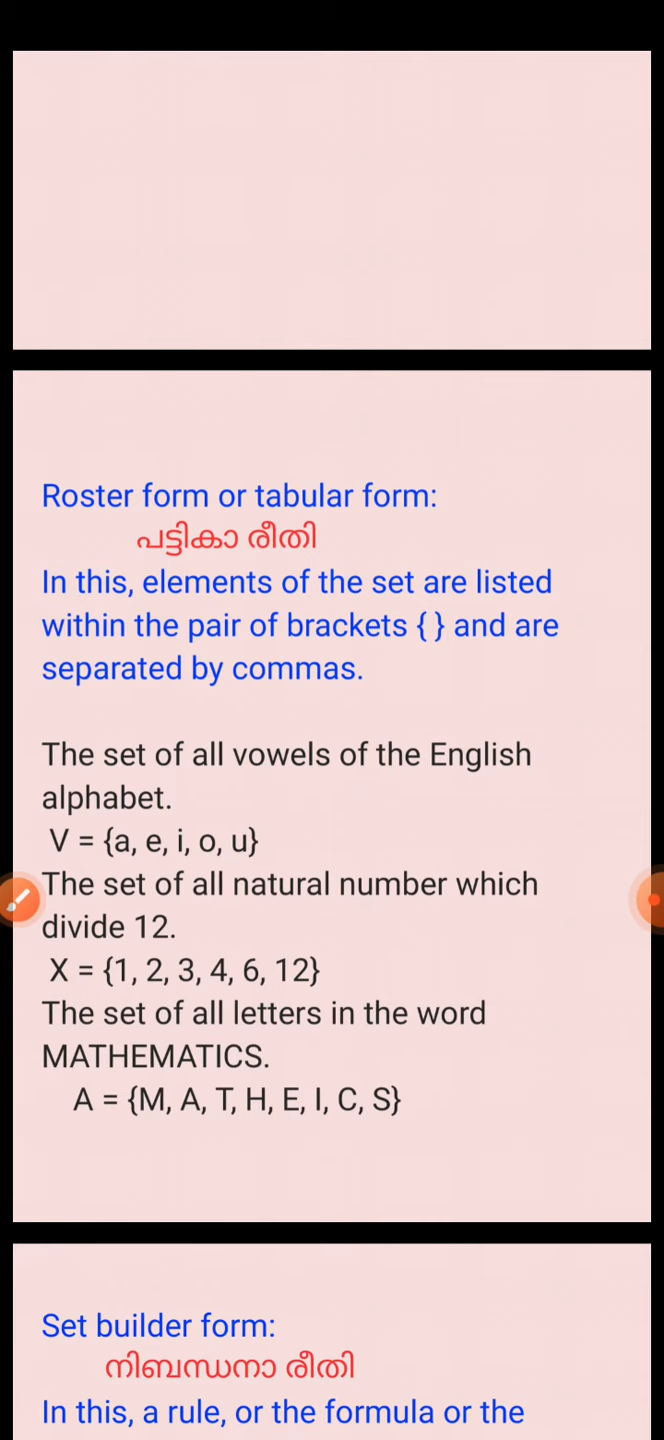 Roster form or tabular form:
പട്ടികാ രീതി
In this, elements of the set are listed
within the pair of brackets { } and are
separated by commas.
The set of all vowels of the English
alphabet.
V = {a, e, i, o, u}
The set of all natural number which
divide 12.
X = {1, 2, 3, 4, 6, 12}
The set of all letters in the word
MATHEMATICS.
A = {M, A, T, H, E, I, C, S}
Set builder form:
നിബന്ധനാ രീതി
In this, a rule, or the formula or the